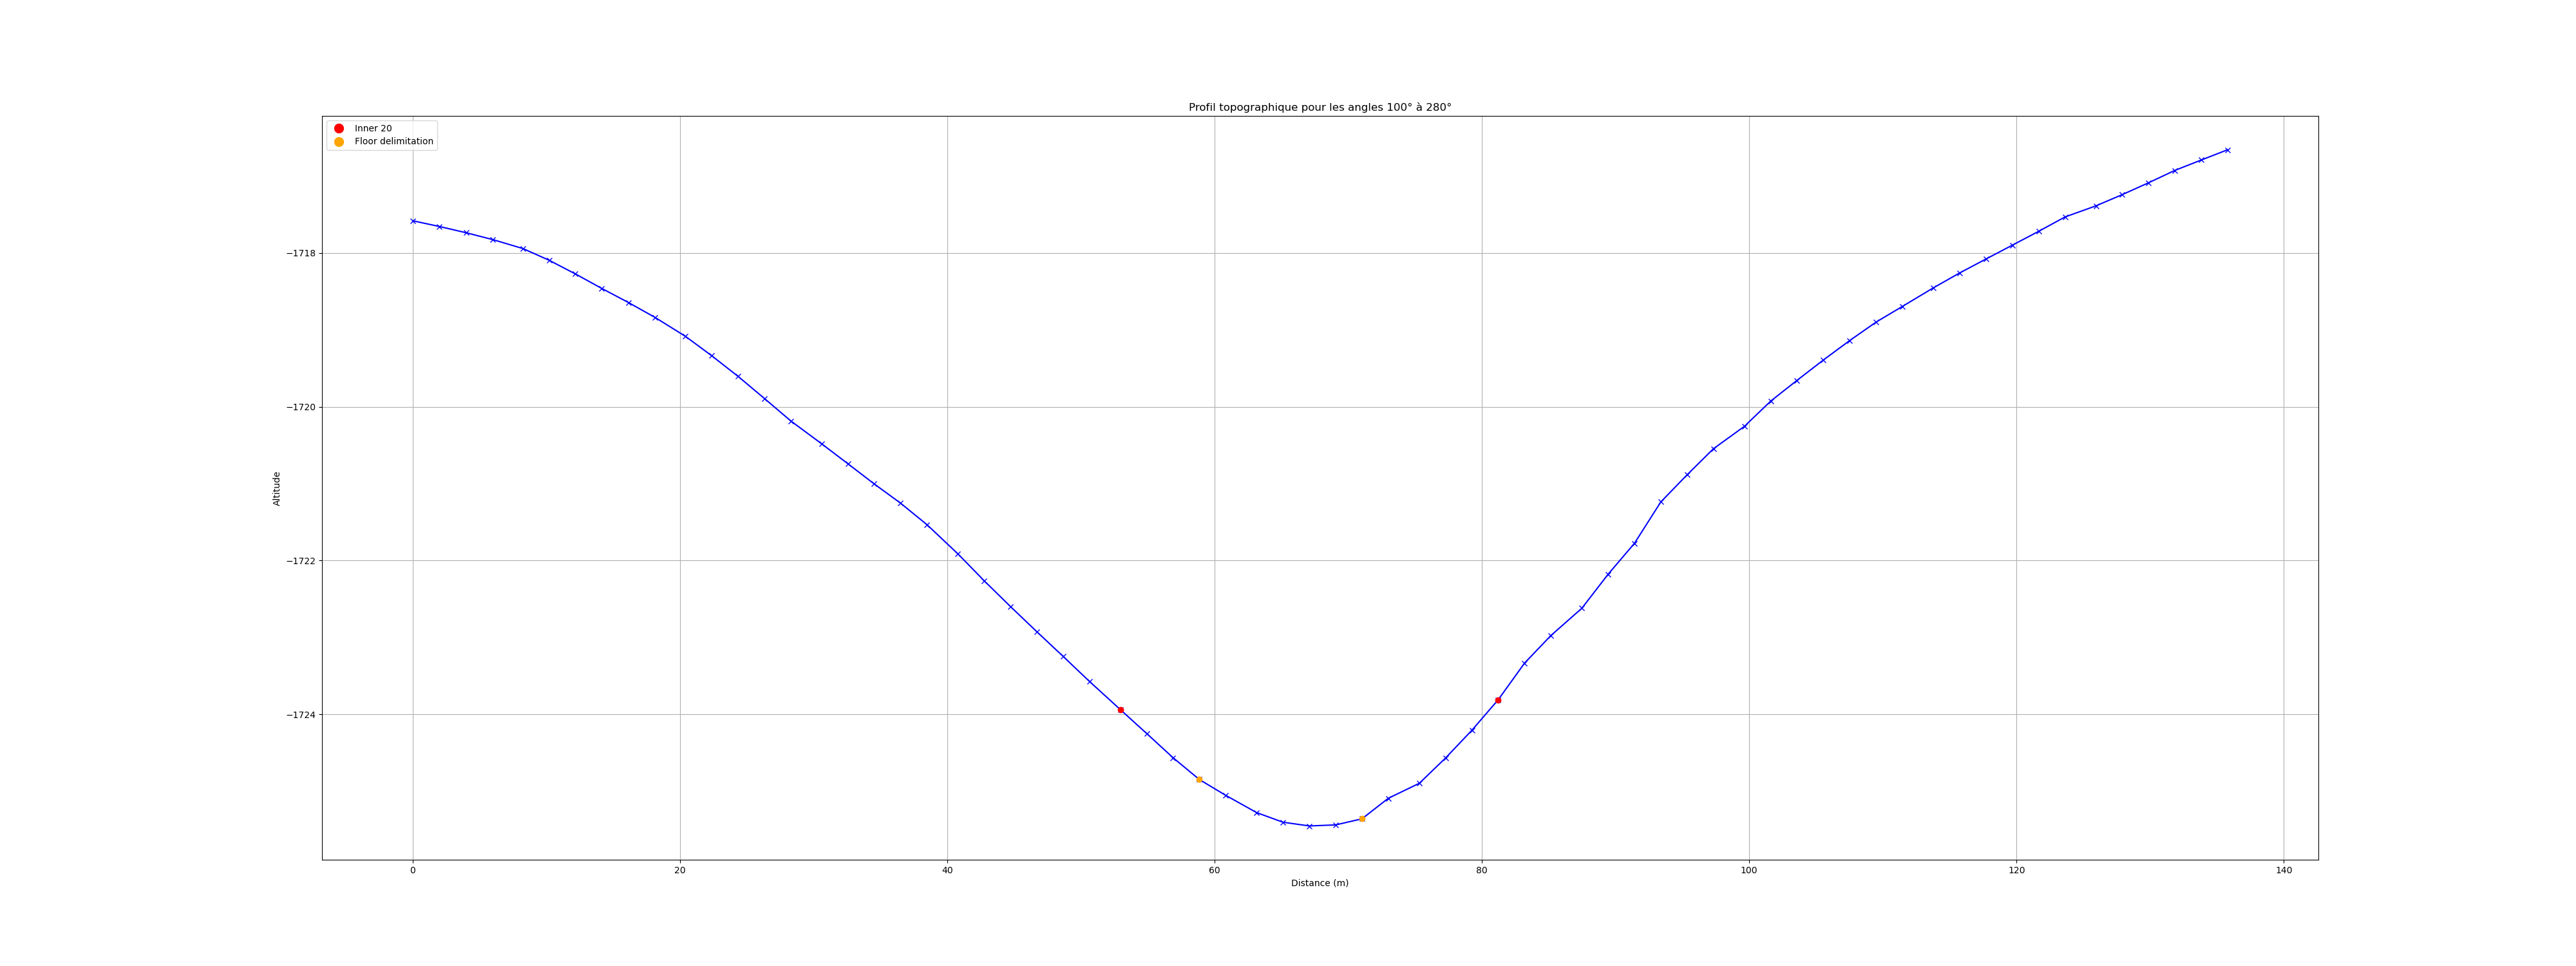 Profil topographique pour les angles 100° à 280°
Inner 20
Floor delimitation
−1718
−1720
−1722
−1724
Altitude
0 20 40 60 80 100 120 140
Distance (m)